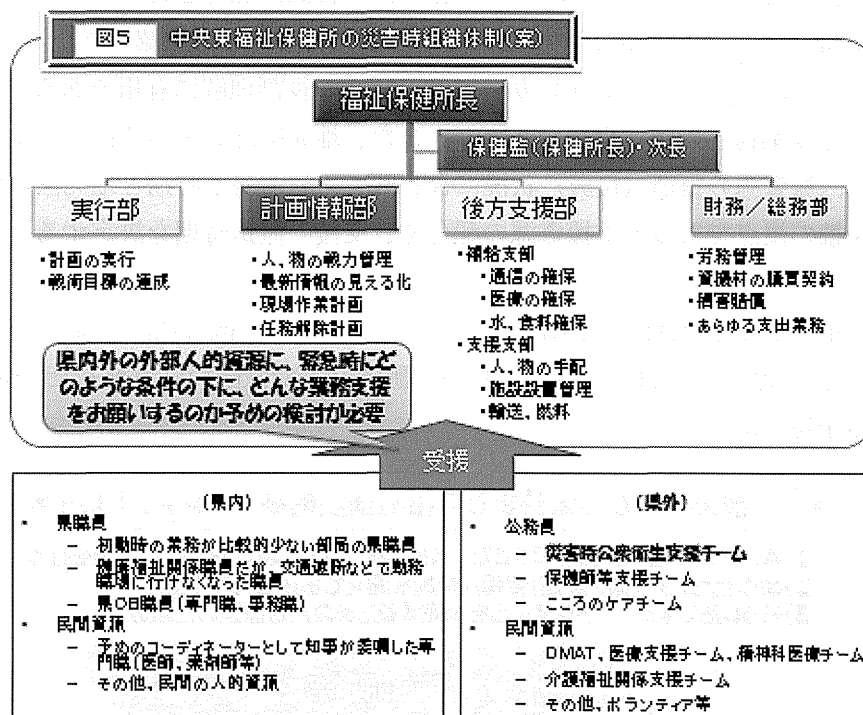 図5 中央東福祉保健所の災害時組織体制(案)
福祉保健所長
保健監(保健所長)・次長
実行部
・計画の実行
・戦術目標の達成
計画情報部
・人、物の戦力管理
・最新情報の見える化
・現場作業計画
・任務解除計画
後方支援部
・補給支部
・通信の確保
・医療の確保
・水、食料確保
・支援支部
・人、物の手配
・施設設置管理
・輸送、燃料
財務/総務部
・労務管理
・資機材の購買契約
・損害賠償
・あらゆる支出業務
県内外の外部人的資源に、緊急時にど
のような条件の下に、どんな業務支援
をお願いするのか予めの検討が必要
受援
(県内)
・ 県職員
― 初動時の業務が比較的少ない部局の県職員
― 健康福祉関係職員だが、交通遮断などで勤務
職場に行けなくなった職員
― 県OB職員(専門職、事務職)
・ 民間資源
― 予めのコーディネーターとして知事が委嘱した専
門職(医師、薬剤師等)
― その他、民間の人的資源
(県外)
・ 公務員
― 災害時公衆衛生支援チーム
― 保健師等支援チーム
― こころのケアチーム
・ 民間資源
― DMAT、医療支援チーム、精神科医療チーム
― 介護福祉関係支援チーム
― その他、ボランティア等